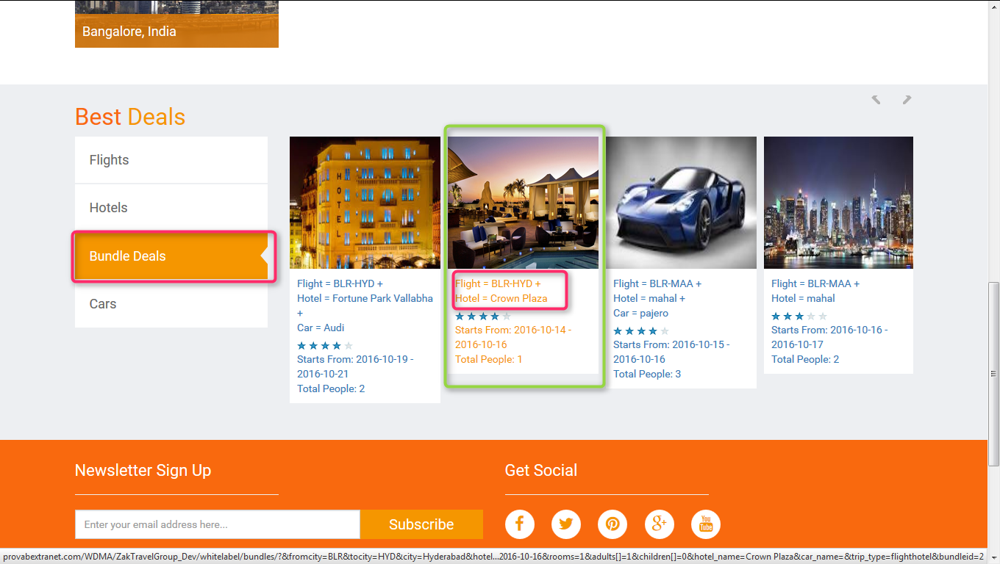 Bangalore, India
Best Deals
Flights
Hotels
Bundle Deals
Cars
HOTEL
Flight = BLR-HYD +
Hotel = Fortune Park Vallabha
+
Car = Audi
Starts From: 2016-10-19 -
2016-10-21
Total People: 2
Flight = BLR-HYD +
Hotel = Crown Plaza
Starts From: 2016-10-14 -
2016-10-16
Total People: 1
Flight = BLR-MAA +
Hotel = mahal +
Car = pajero
Starts From: 2016-10-15 -
2016-10-16
Total People: 3
Flight = BLR-MAA +
Hotel = mahal
Starts From: 2016-10-16 -
2016-10-17
Total People: 2
Newsletter Sign Up
Enter your email address here...
Subscribe
Get Social
f
g+
You
Tube
provabextranet.com/WDMA/ZakTravelGroup_Dev/whitelabel/bundles/?&fromcity=BLR&tocity=HYD&city=Hyderabad&hotel...2016-10-16&rooms=1&adults[]=1&children[]=0&hotel_name=Crown Plaza&car_name=&trip_type=flighthotel&bundleid=2